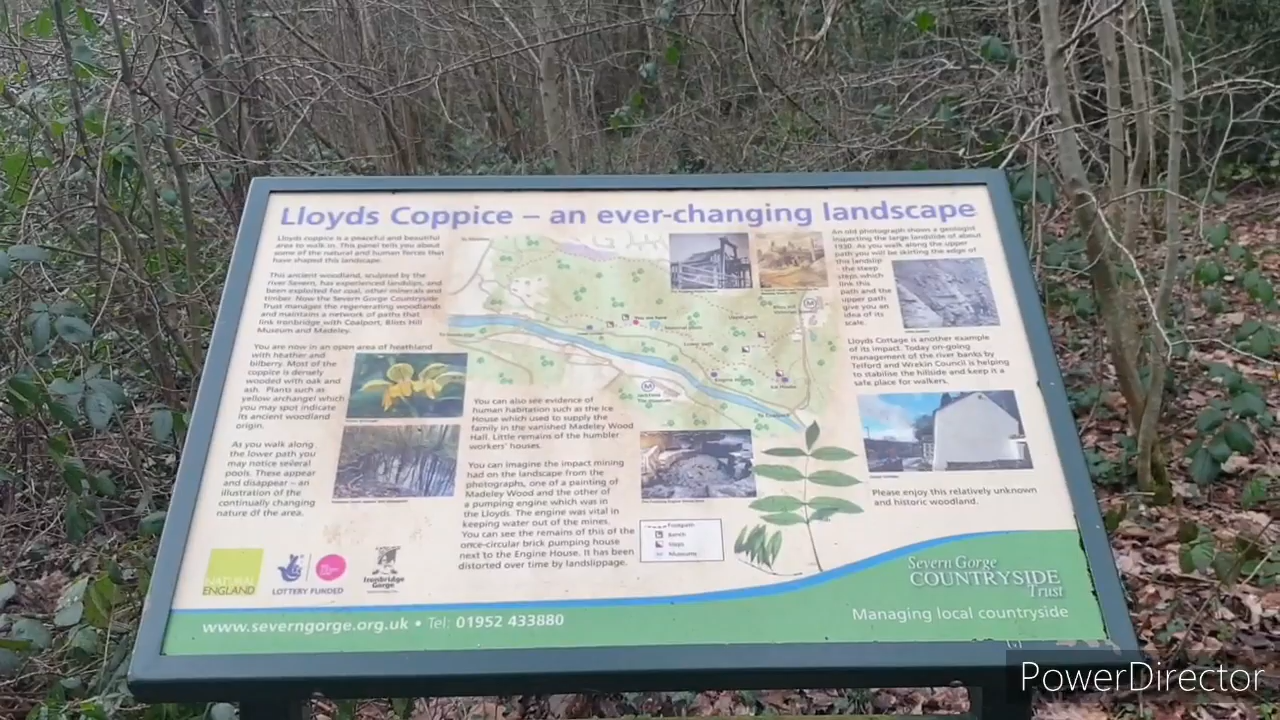 Lloyds Coppice – an ever-changing landscape
Lloyds coppice is a peaceful and beautiful
area to walk in. This panel tells you about
some of the natural and human forces that
have shaped this landscape.
This ancient woodland, sculpted by the
river Severn, has experienced landslips, and
been exploited for coal, other minerals and
timber. Now the Severn Gorge Countryside
Trust manages the regenerating woodlands
and maintains a network of paths that
link Ironbridge with Coalport, Blists Hill
Museum and Madeley.
You are now in an open area of heathland
with heather and
bilberry. Most of the
coppice is densely
wooded with oak and
ash. Plants such as
yellow archangel which
you may spot indicate
its ancient woodland
origin.
As you walk along
the lower path you
may notice several
pools. These appear
and disappear – an
illustration of the
continually changing
nature of the area.
You can also see evidence of
human habitation such as the Ice
House which used to supply the
family in the vanished Madeley Wood
Hall. Little remains of the humbler
workers' houses.
You can imagine the impact mining
had on the landscape from the
photographs, one of a painting of
Madeley Wood and the other of
a pumping engine which was in
the Lloyds. The engine was vital in
keeping water out of the mines.
You can see the remains of this of the
once-circular brick pumping house
next to the Engine House. It has been
distorted over time by landslippage.
You are here
Lower path
Engine House
Ice House
To Coalport
Footpath
Bench
Steps
Museums
An old photograph shows a geologist
inspecting the large landslide of about
1930. As you walk along the upper
path you will be skirting the edge of
this landslip
- the steep
steps which
link this
path and the
upper path
give you an
idea of its
scale.
Lloyds Cottage is another example
of its impact. Today on-going
management of the river banks by
Telford and Wrekin Council is helping
to stabilise the hillside and keep it a
safe place for walkers.
Please enjoy this relatively unknown
and historic woodland.
NATURAL
ENGLAND
LOTTERY FUNDED
Ironbridge
Gorge
Severn Gorge
COUNTRYSIDE
Trust
www.severngorge.org.uk • Tel: 01952 433880
Managing local countryside
PowerDirector